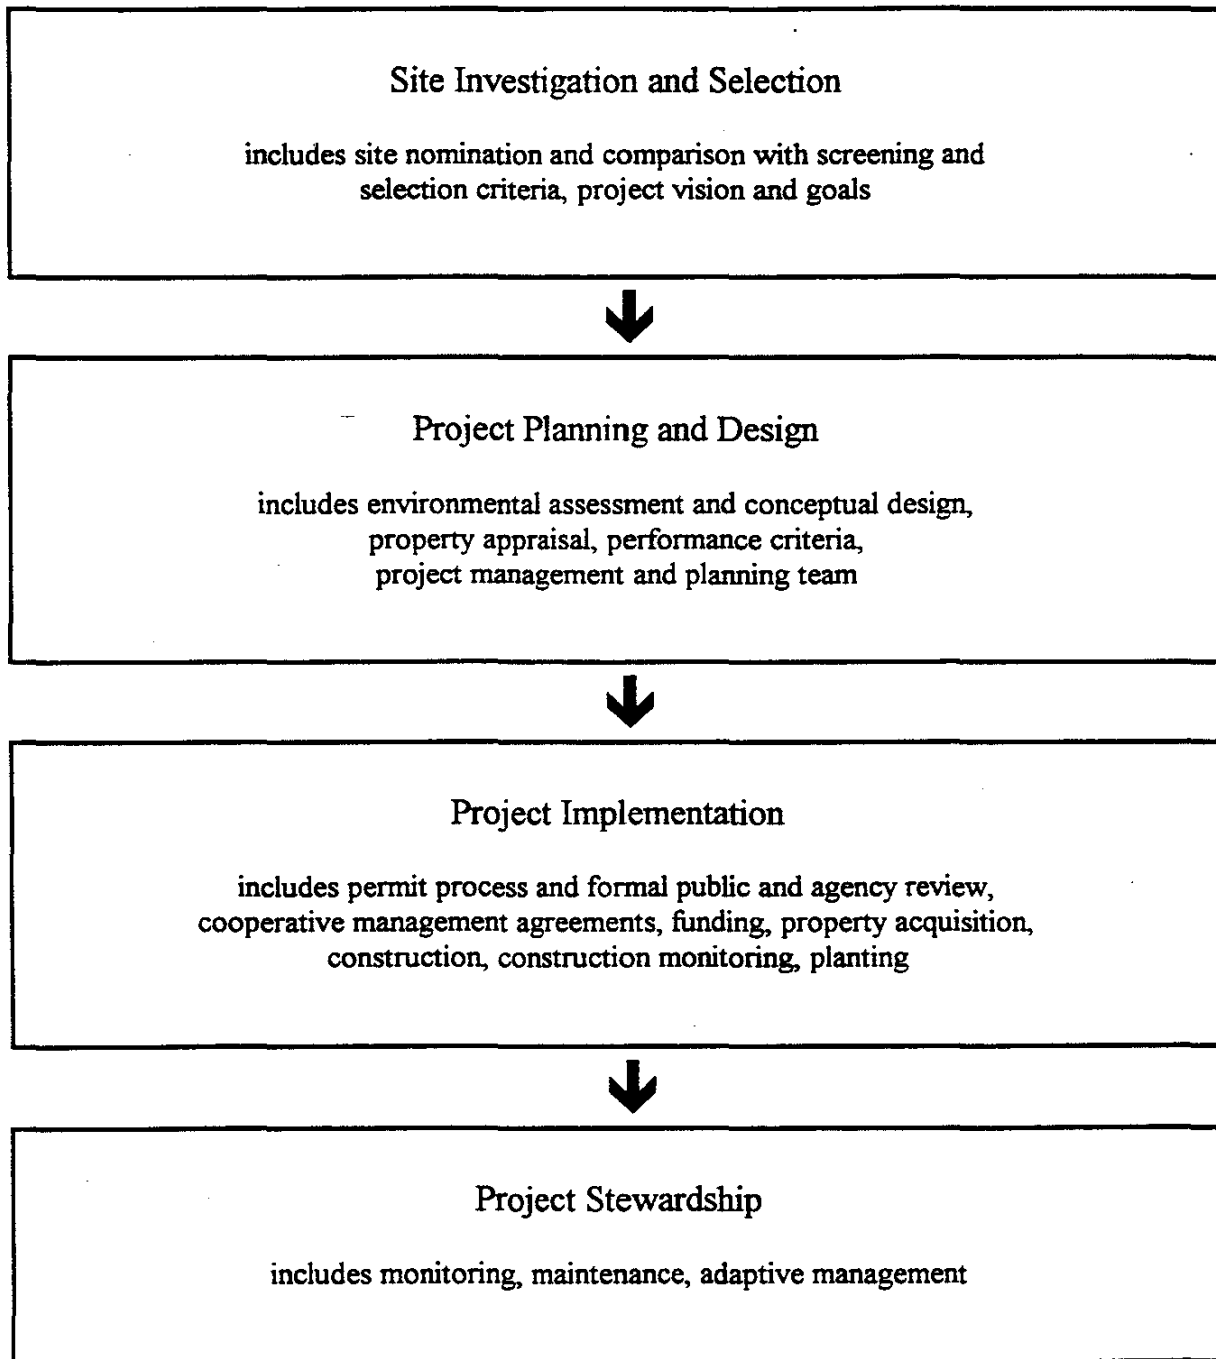 Site Investigation and Selection
includes site nomination and comparison with screening and
selection criteria, project vision and goals
Project Planning and Design
includes environmental assessment and conceptual design,
property appraisal, performance criteria,
project management and planning team
Project Implementation
includes permit process and formal public and agency review,
cooperative management agreements, funding, property acquisition,
construction, construction monitoring, planting
Project Stewardship
includes monitoring, maintenance, adaptive management